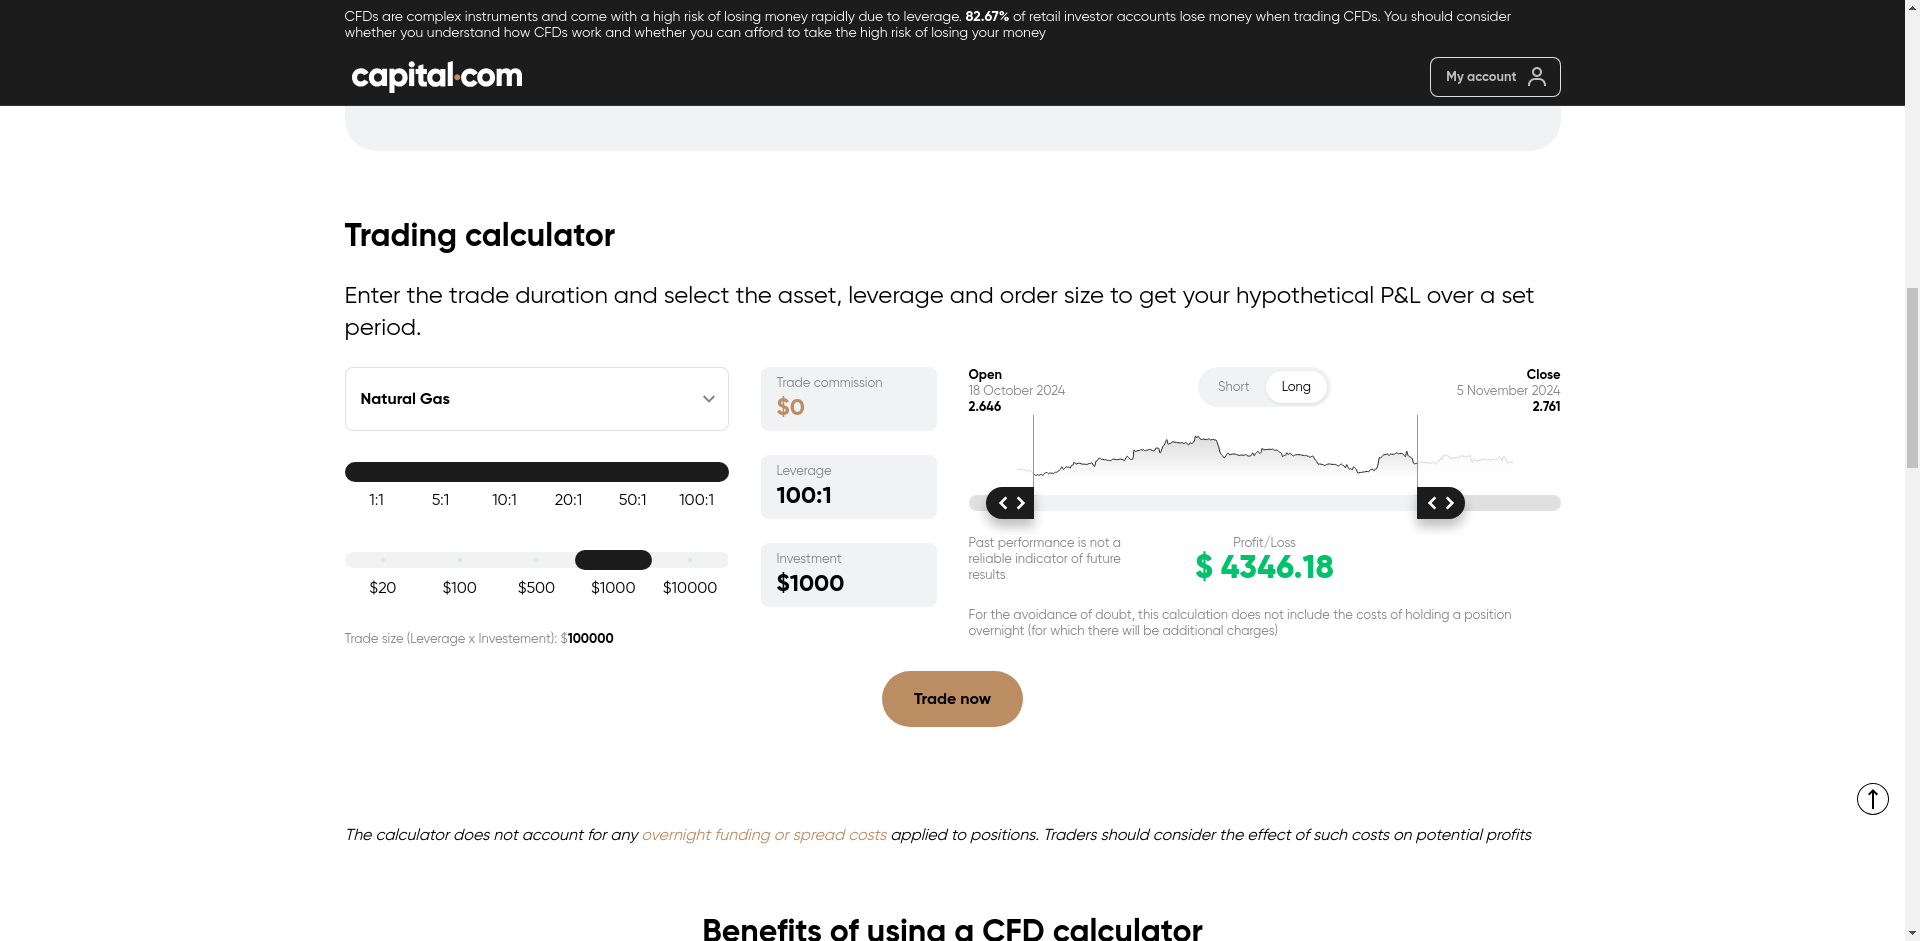 CFDs are complex instruments and come with a high risk of losing money rapidly due to leverage. 82.67% of retail investor accounts lose money when trading CFDs. You should consider
whether you understand how CFDs work and whether you can afford to take the high risk of losing your money
capital.com
My account
Trading calculator
Enter the trade duration and select the asset, leverage and order size to get your hypothetical P&L over a set
period.
Natural Gas
1:1 5:1 10:1 20:1 50:1 100:1
$20 $100 $500 $1000 $10000
Trade size (Leverage x Investement): $100000
Trade commission
$0
Leverage
100:1
Investment
$1000
Open
18 October 2024
2.646
Short Long
Close
5 November 2024
2.761
Past performance is not a
reliable indicator of future
results
Profit/Loss
$ 4346.18
For the avoidance of doubt, this calculation does not include the costs of holding a position
overnight (for which there will be additional charges)
Trade now
The calculator does not account for any overnight funding or spread costs applied to positions. Traders should consider the effect of such costs on potential profits
Benefits of using a CFD calculator